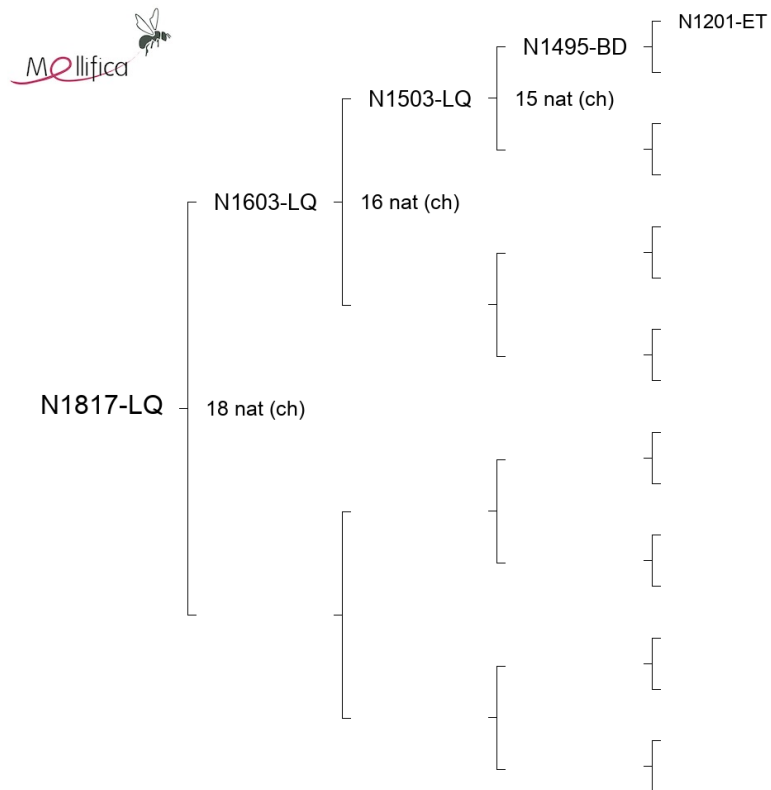 Mellifica
N1201-ET
N1495-BD
N1503-LQ
15 nat (ch)
N1603-LQ
16 nat (ch)
N1817-LQ
18 nat (ch)